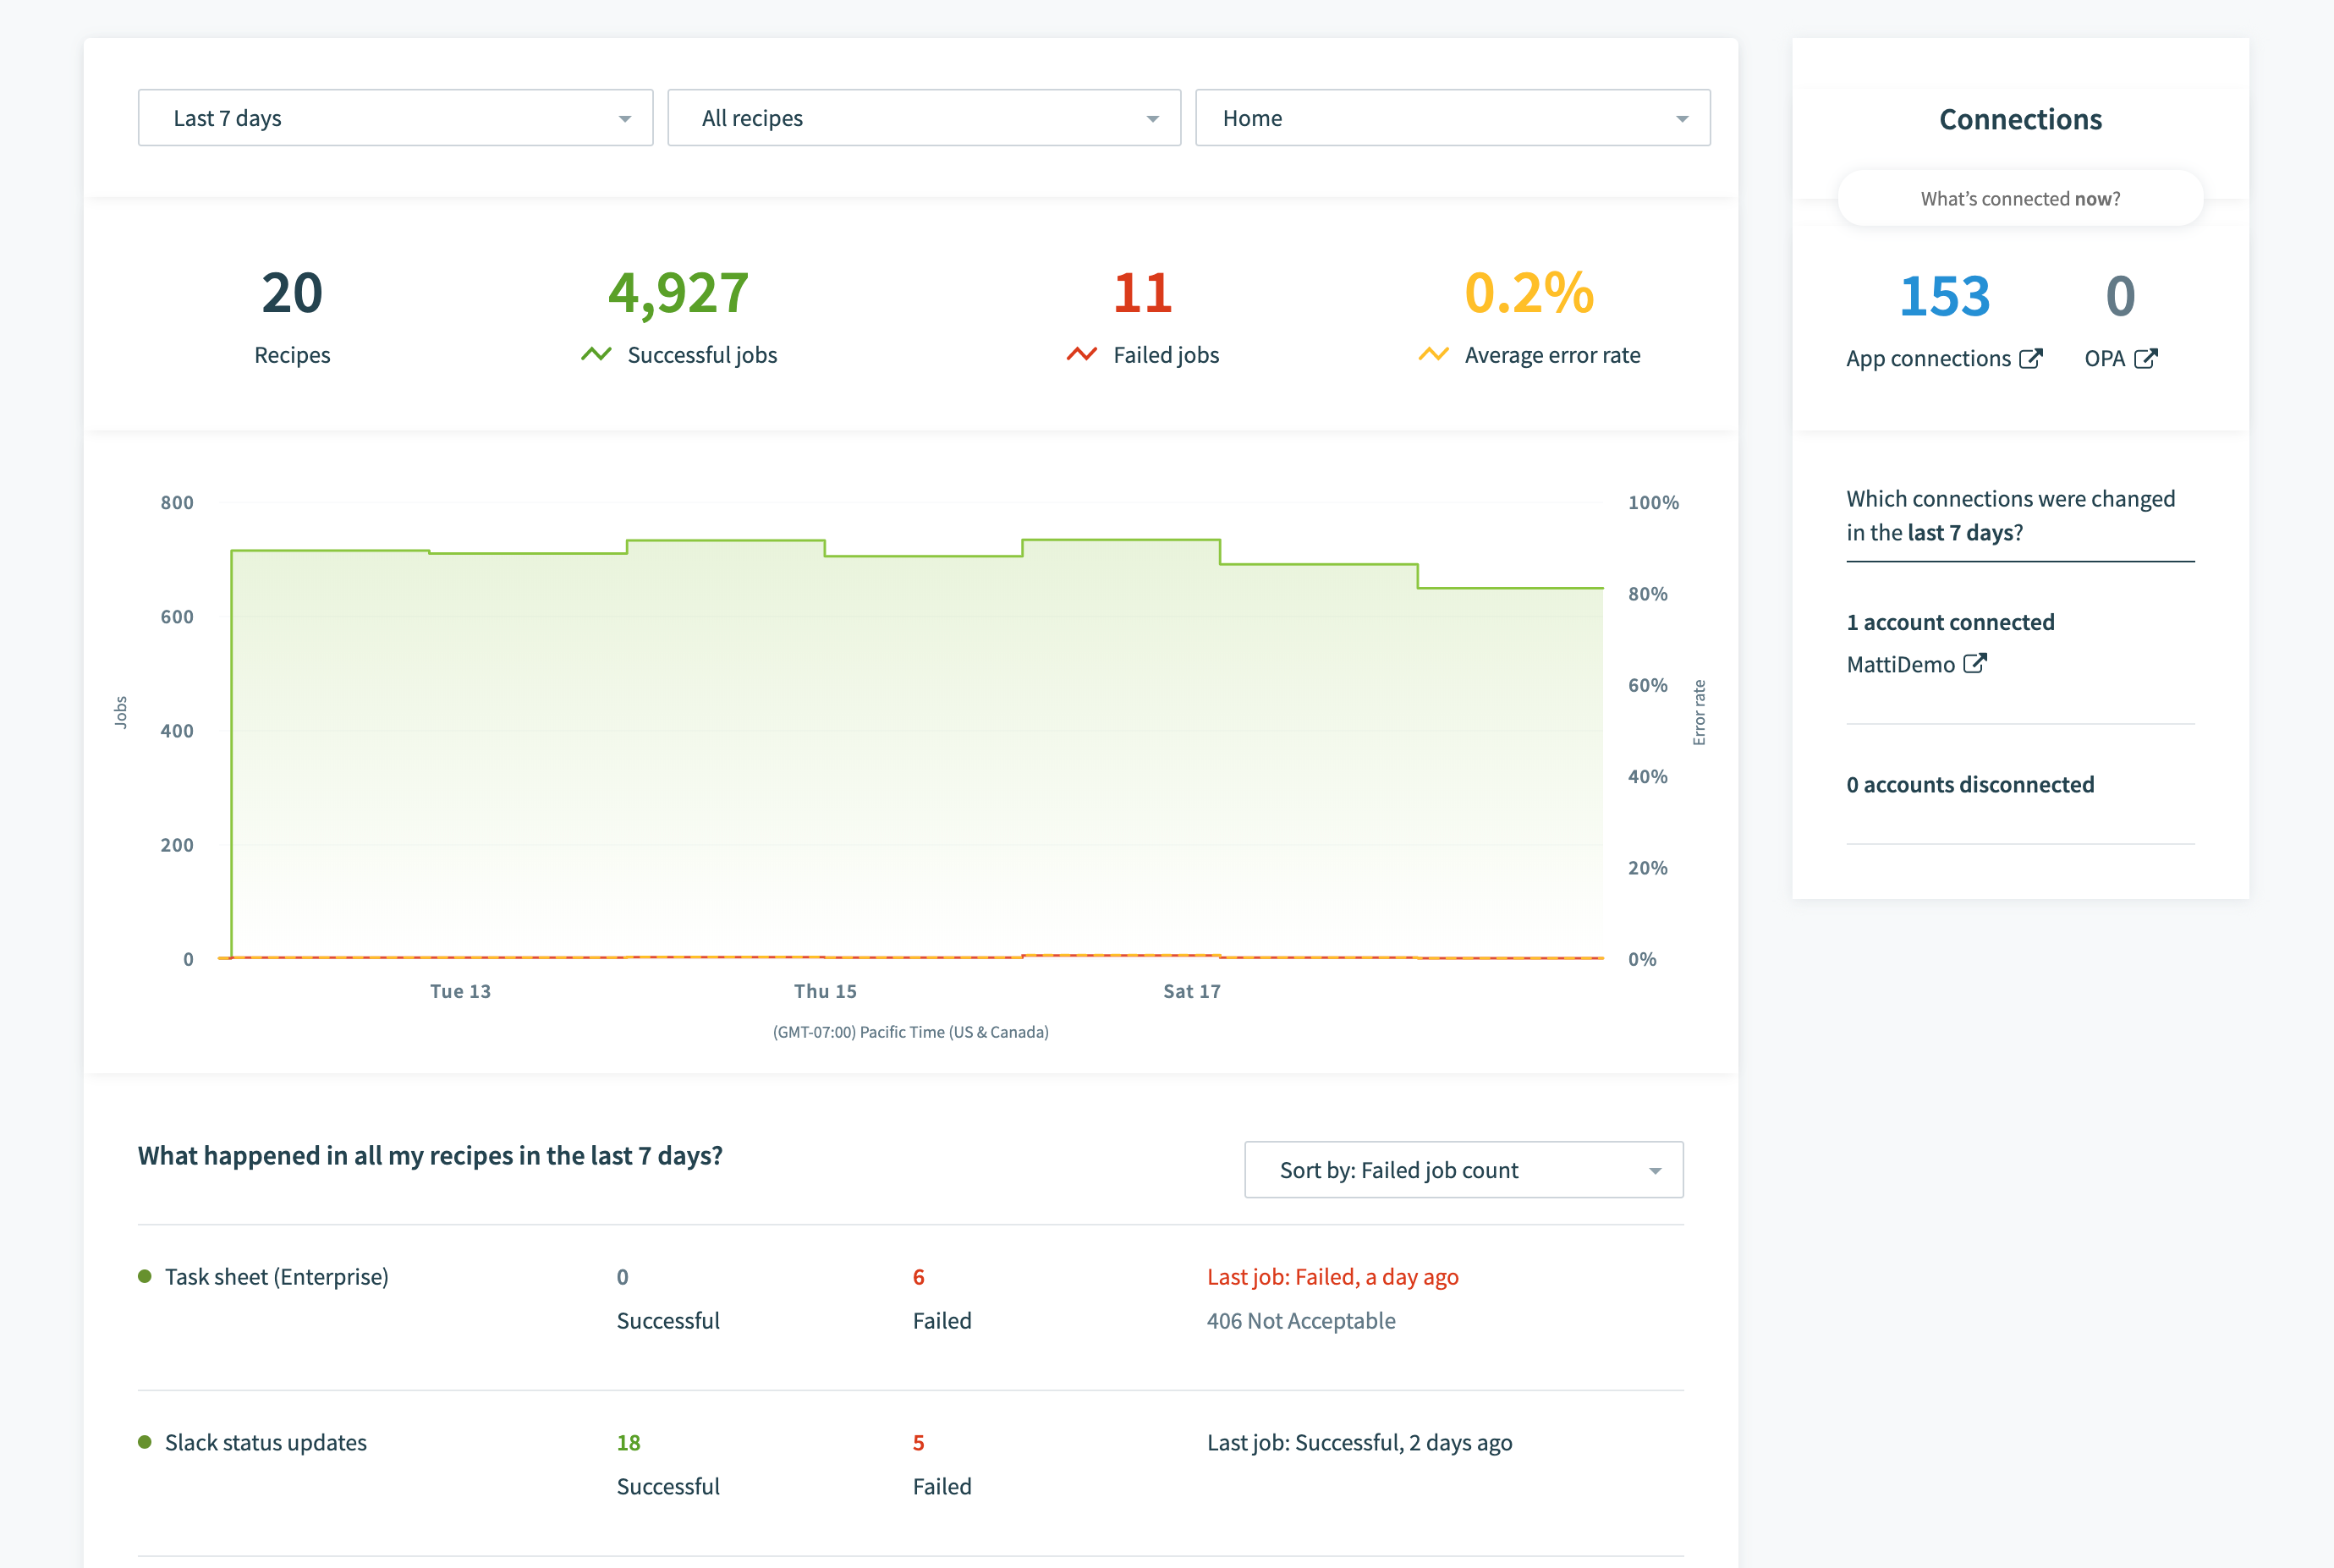 Last 7 days
All recipes
Home
20
Recipes
4,927
Successful jobs
11
Failed jobs
0.2%
Average error rate
800
600
400
200
0
Jobs
100%
80%
60%
40%
20%
0%
Error rate
Tue 13
Thu 15
Sat 17
(GMT-07:00) Pacific Time (US & Canada)
What happened in all my recipes in the last 7 days?
Sort by: Failed job count
Task sheet (Enterprise)
0
Successful
6
Failed
Last job: Failed, a day ago
406 Not Acceptable
Slack status updates
18
Successful
5
Failed
Last job: Successful, 2 days ago
Connections
What’s connected now?
153
App connections
0
OPA
Which connections were changed
in the last 7 days?
1 account connected
MattiDemo
0 accounts disconnected